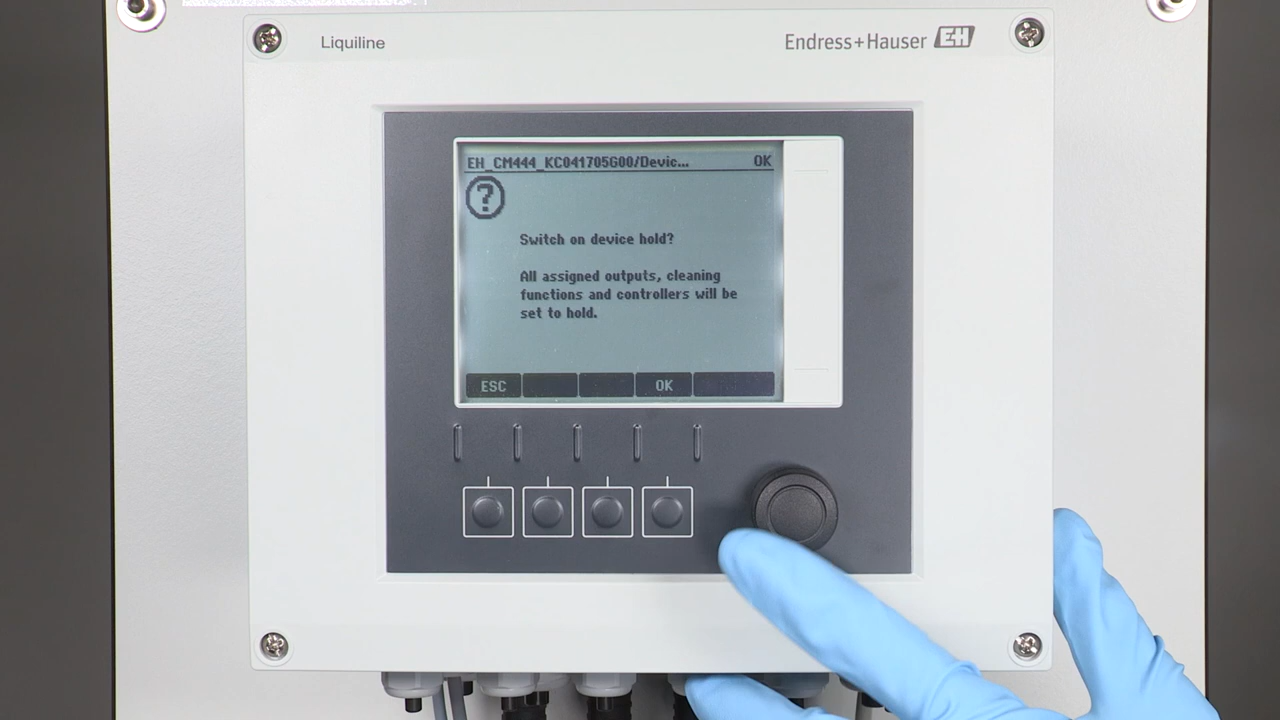 Liquiline
Endress+Hauser EH
EH_CM444_KC041705G00/Devic... OK
?
Switch on device hold?
All assigned outputs, cleaning
functions and controllers will be
set to hold.
ESC OK